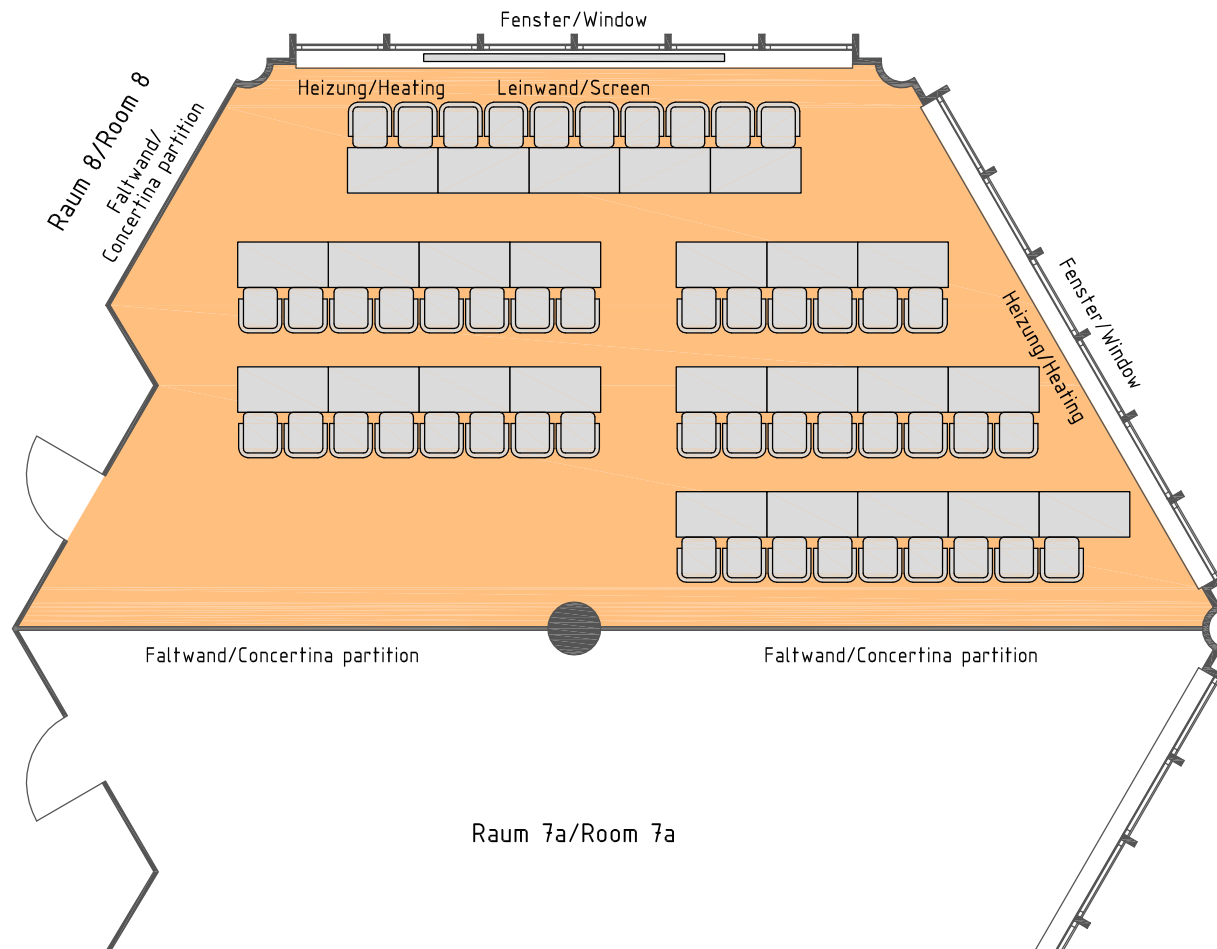 Fenster/Window
Heizung/Heating
Leinwand/Screen
Raum 8/Room 8
Faltwand/
Concertina partition
Fenster/Window
Heizung/Heating
Faltwand/Concertina partition
Faltwand/Concertina partition
Raum 7a/Room 7a